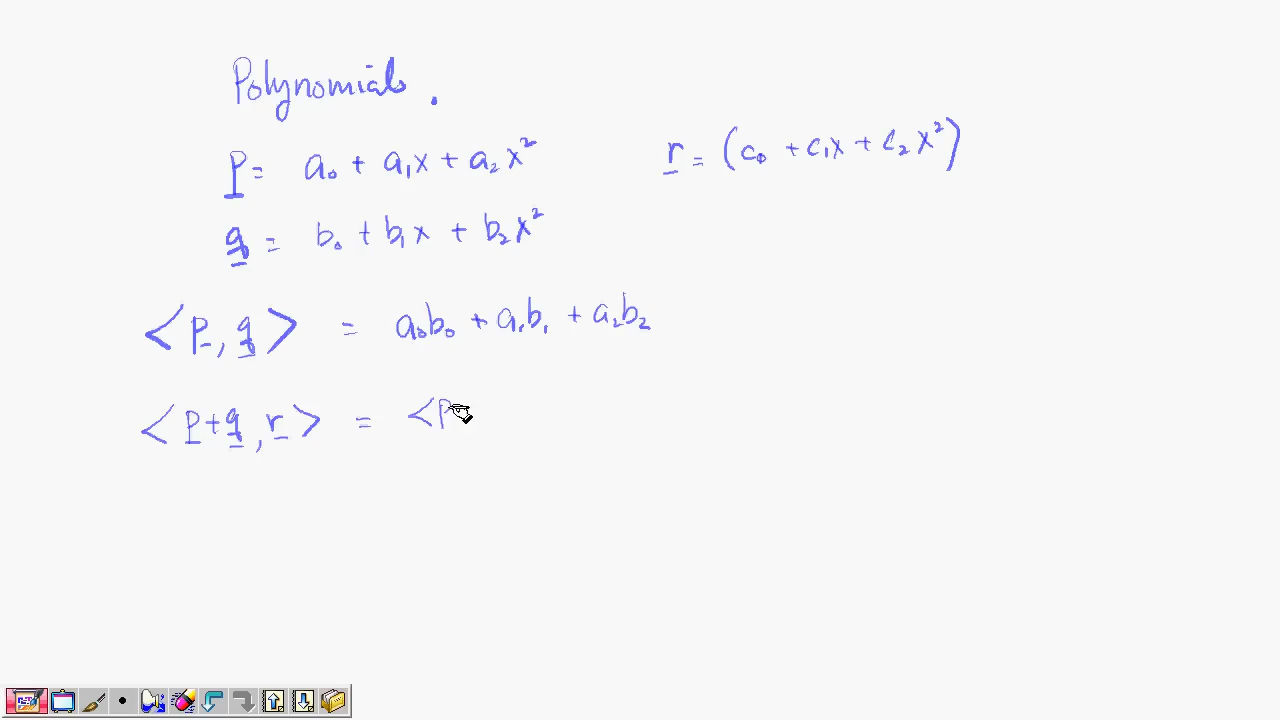 Polynomials.
p = a₀ + a₁x + a₂x²
r = (c₀ + c₁x + c₂x²)
q = b₀ + b₁x + b₂x²
<p, q> = a₀b₀ + a₁b₁ + a₂b₂
<p+q, r> = <p